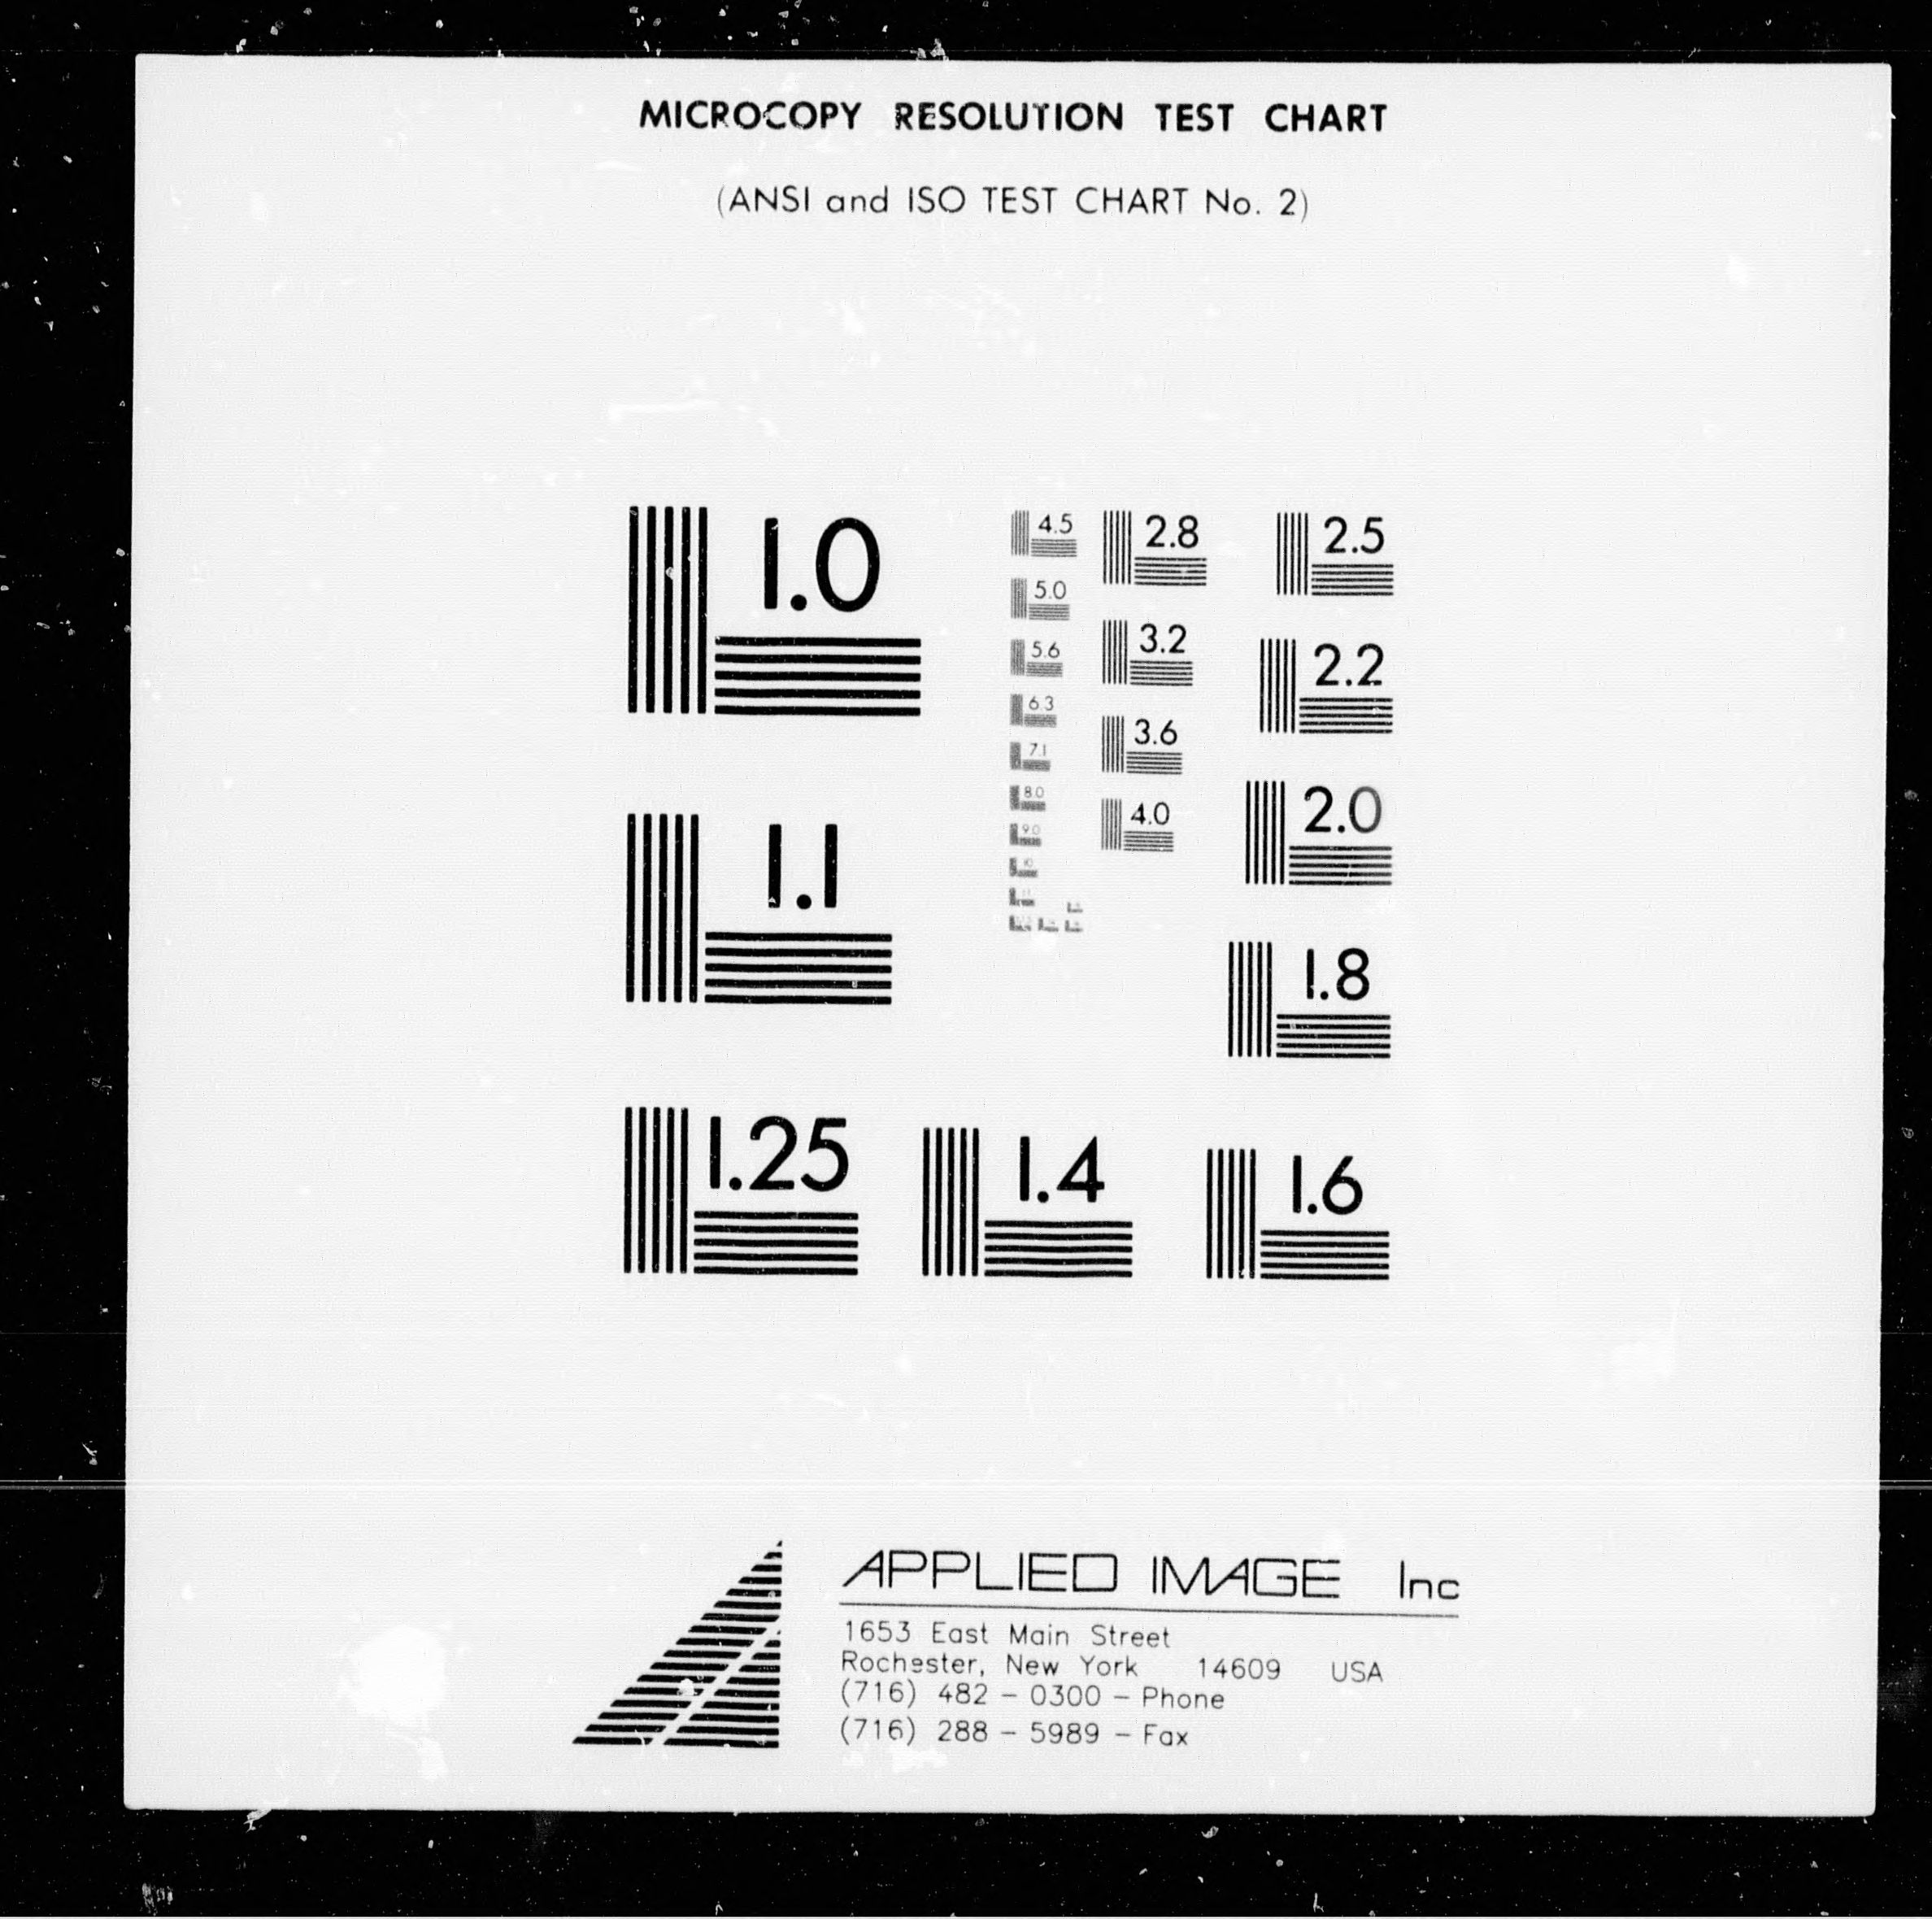 MICROCOPY RESOLUTION TEST CHART
(ANSI and ISO TEST CHART No. 2)
1.0
4.5
2.8
2.5
5.0
3.2
2.2
5.6
6.3
3.6
7.1
2.0
8.0
4.0
9.0
1.1
1.8
1.25
1.4
1.6
APPLIED IMAGE Inc
1653 East Main Street
Rochester, New York 14609 USA
(716) 482 - 0300 - Phone
(716) 288 - 5989 - Fax